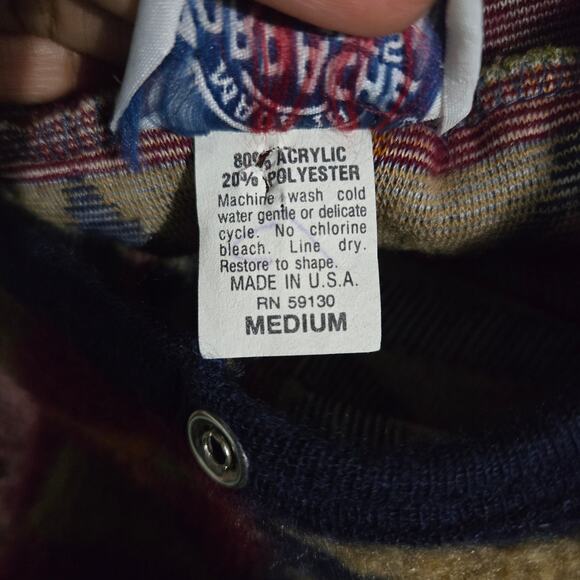 80% ACRYLIC
20% POLYESTER
Machine wash cold
water gentle or delicate
cycle. No chlorine
bleach. Line dry.
Restore to shape.
MADE IN U.S.A.
RN 59130
MEDIUM